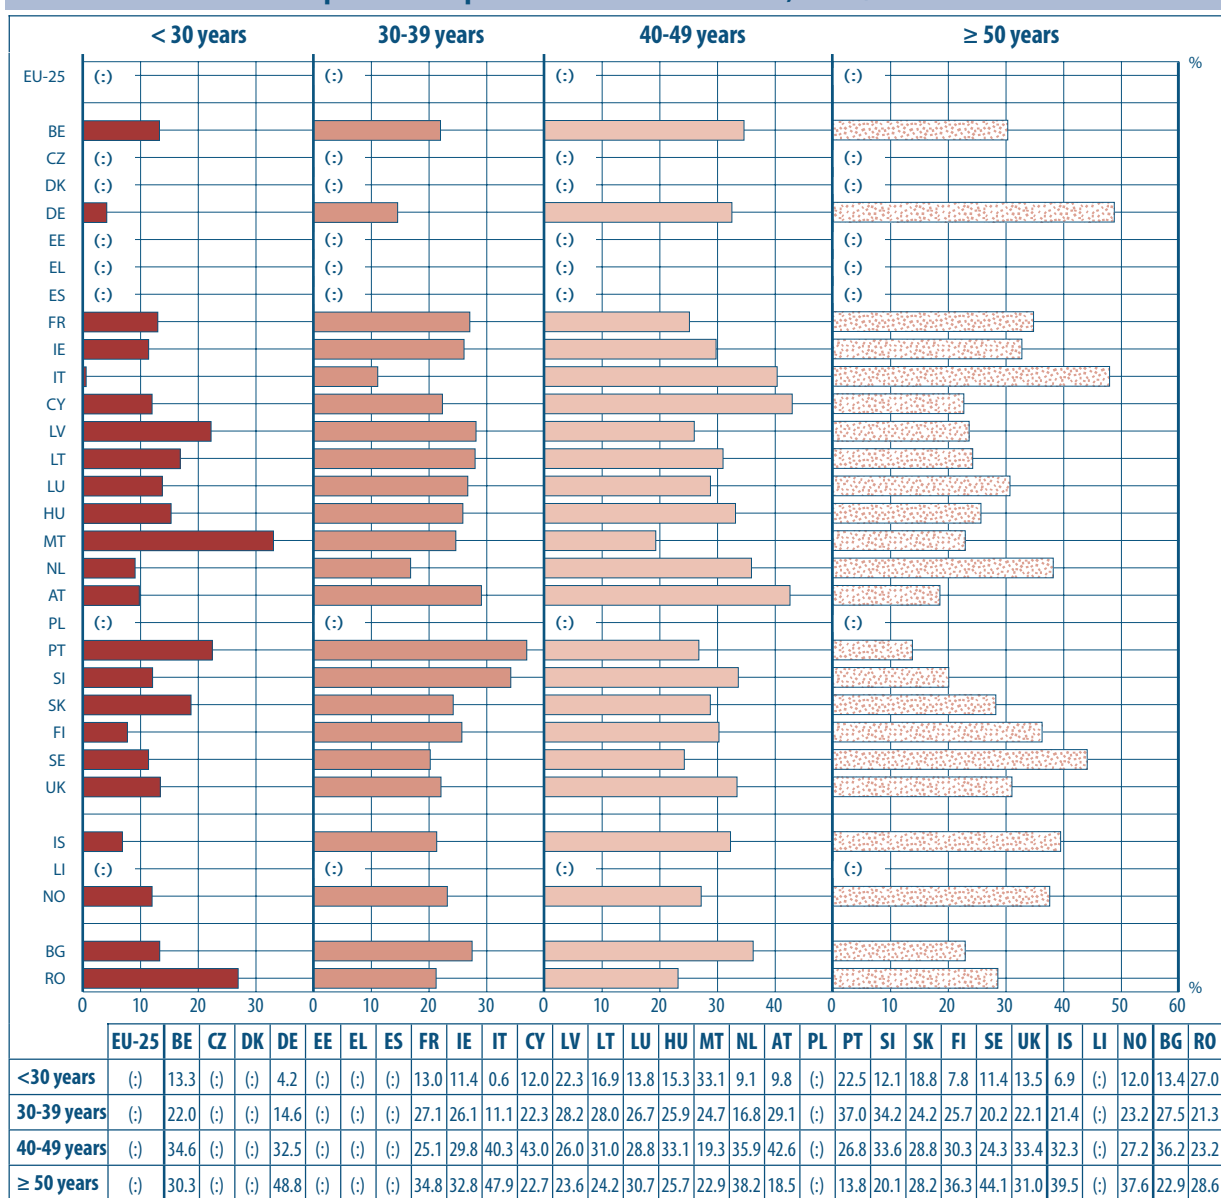 < 30 years 30-39 years 40-49 years ≥ 50 years
%
EU-25 (:) (:) (:) (:)
BE
CZ (:) (:) (:) (:)
DK (:) (:) (:) (:)
DE
EE (:) (:) (:) (:)
EL (:) (:) (:) (:)
ES (:) (:) (:) (:)
FR
IE
IT
CY
LV
LT
LU
HU
MT
NL
AT
PL (:) (:) (:) (:)
PT
SI
SK
FI
SE
UK
IS
LI (:) (:) (:) (:)
NO
BG
RO
%
0 10 20 30 0 10 20 30 0 10 20 30 40 0 10 20 30 40 50 60
EU-25 BE CZ DK DE EE EL ES FR IE IT CY LV LT LU HU MT NL AT PL PT SI SK FI SE UK IS LI NO BG RO
<30 years (:) 13.3 (:) (:) 4.2 (:) (:) (:) 13.0 11.4 0.6 12.0 22.3 16.9 13.8 15.3 33.1 9.1 9.8 (:) 22.5 12.1 18.8 7.8 11.4 13.5 6.9 (:) 12.0 13.4 27.0
30-39 years (:) 22.0 (:) (:) 14.6 (:) (:) (:) 27.1 26.1 11.1 22.3 28.2 28.0 26.7 25.9 24.7 16.8 29.1 (:) 37.0 34.2 24.2 25.7 20.2 22.1 21.4 (:) 23.2 27.5 21.3
40-49 years (:) 34.6 (:) (:) 32.5 (:) (:) (:) 25.1 29.8 40.3 43.0 26.0 31.0 28.8 33.1 19.3 35.9 42.6 (:) 26.8 33.6 28.8 30.3 24.3 33.4 32.3 (:) 27.2 36.2 23.2
≥ 50 years (:) 30.3 (:) (:) 48.8 (:) (:) (:) 34.8 32.8 47.9 22.7 23.6 24.2 30.7 25.7 22.9 38.2 18.5 (:) 13.8 20.1 28.2 36.3 44.1 31.0 39.5 (:) 37.6 22.9 28.6